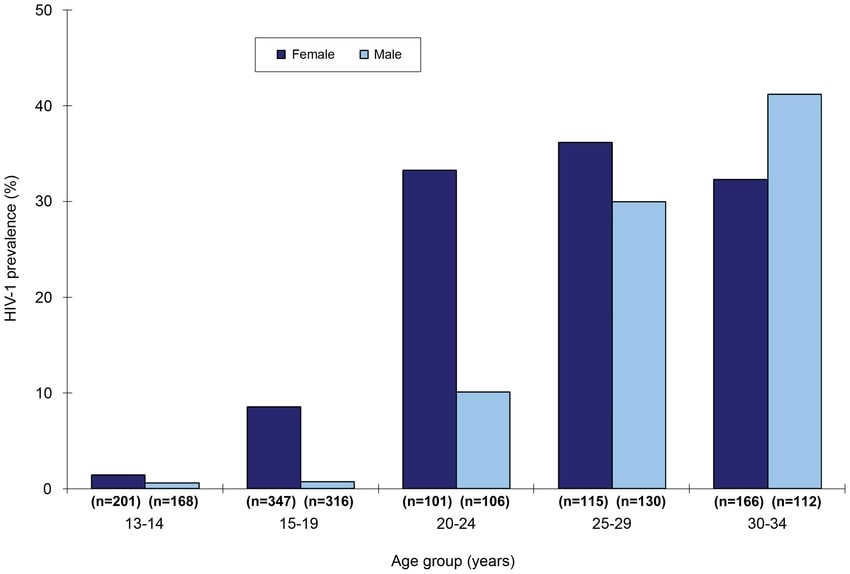 50
Female Male
40
30
20
10
0
HIV-1 prevalence (%)
(n=201) (n=168) (n=347) (n=316) (n=101) (n=106) (n=115) (n=130) (n=166) (n=112)
13-14 15-19 20-24 25-29 30-34
Age group (years)